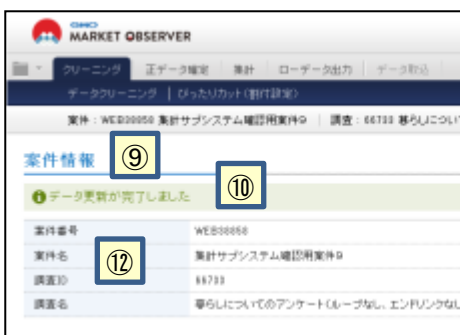 GMO
MARKET OBSERVER
クリーニング 正データ確定 集計 ローデータ出力 データ取込
データクリーニング | ぴったりカット(割付設定)
案件：WEB38058 集計サブシステム確認用案件9 | 調査：66733 暮らしについ
案件情報 ⑨
データ更新が完了しました ⑩
案件番号 WEB38058
案件名 集計サブシステム確認用案件9
⑫
調査ID 66733
調査名 暮らしについてのアンケート(ループなし、エンドリンクなし